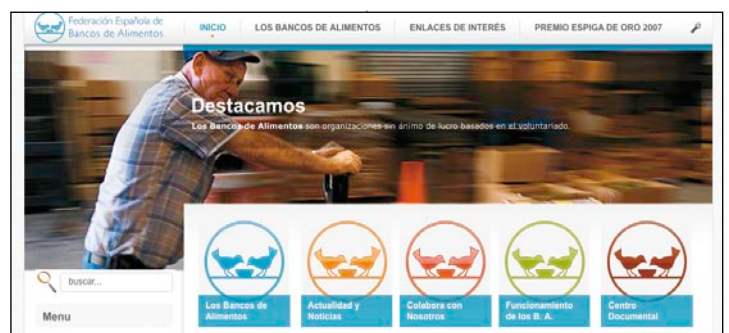 Federación Española de
Bancos de Alimentos
INICIO LOS BANCOS DE ALIMENTOS ENLACES DE INTERÉS PREMIO ESPIGA DE ORO 2007
Destacamos
Los Bancos de Alimentos son organizaciones sin ánimo de lucro basados en el voluntariado.
buscar...
Menu
Los Bancos de
Alimentos
Actualidad y
Noticias
Colabora con
Nosotros
Funcionamiento
de los B. A.
Centro
Documental